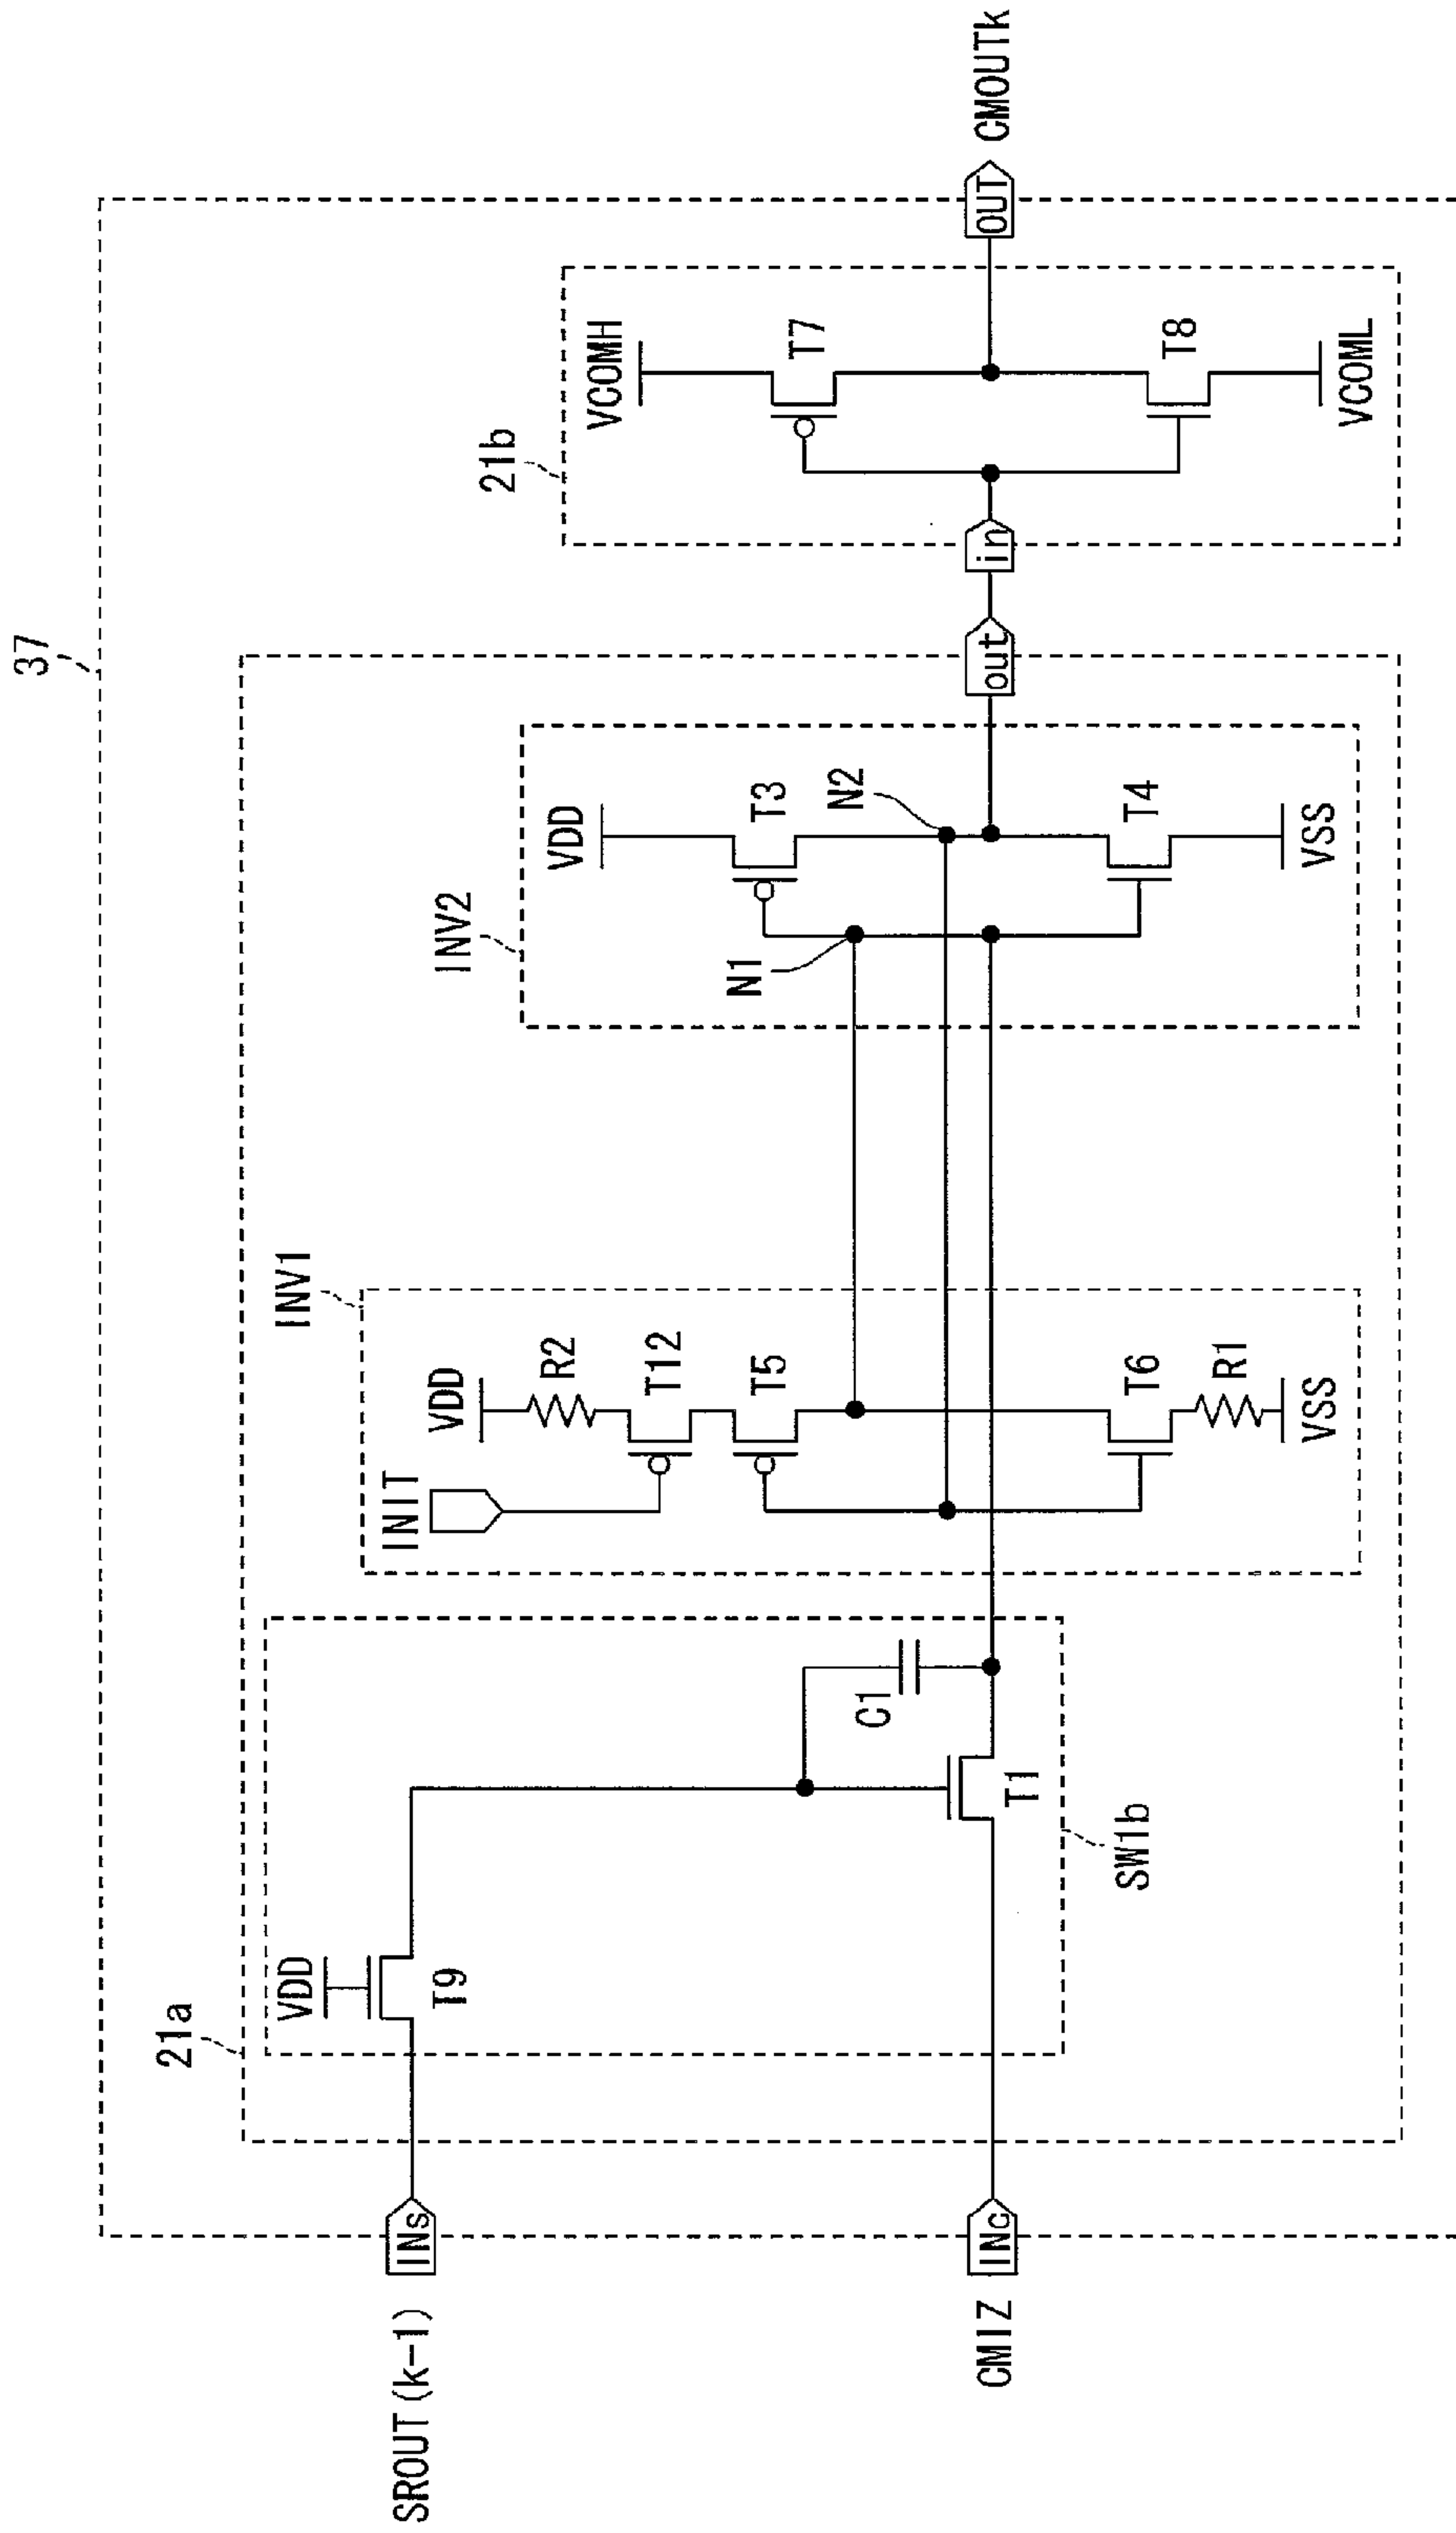 37
21a
21b
INV1
INV2
SW1b
SROUT(k-1)
INs
CMIZ
INc
VDD
T9
C1
T1
INIT
VDD
R2
T12
T5
T6
R1
VSS
VDD
T3
N1
N2
T4
VSS
out
in
VCOMH
T7
T8
VCOML
OUT
CMOUTk